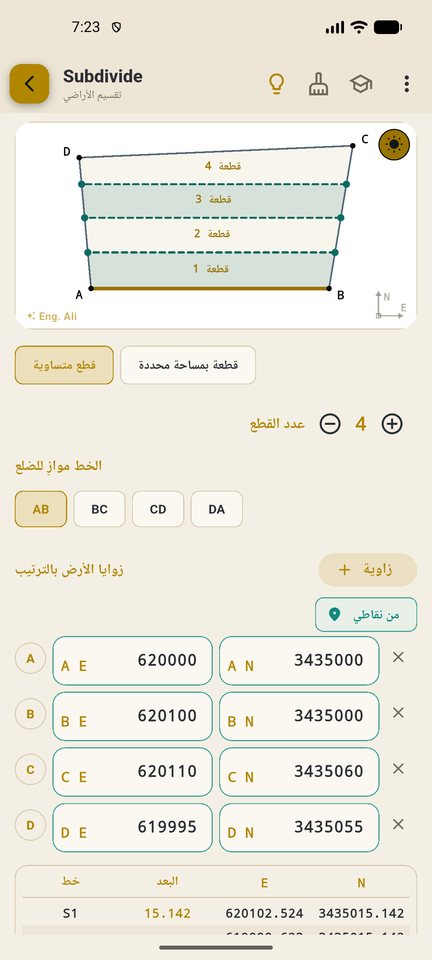 7:23
Subdivide
تقسيم الأراضي
D
C
قطعة 4
قطعة 3
قطعة 2
قطعة 1
A
B
N
E
Eng. Ali
قطع متساوية
قطعة بمساحة محددة
عدد القطع
4
الخط موازٍ للضلع
AB BC CD DA
زوايا الأرض بالترتيب
زاوية +
من نقاطي
A A E 620000 A N 3435000
B B E 620100 B N 3435000
C C E 620110 C N 3435060
D D E 619995 D N 3435055
خط البعد E N
S1 15.142 620102.524 3435015.142